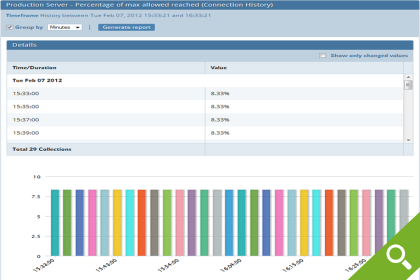 Production Server - Percentage of max allowed reached (Connection History)
Timeframe History between Tue Feb 07, 2012 15:33:21 and 16:33:21
Group by Minutes | Generate report
Details
Show only changed values
Time/Duration Value
Tue Feb 07 2012
15:33:00 8.33%
15:35:00 8.33%
15:37:00 8.33%
15:39:00 8.33%
Total 29 Collections
10
7.5
5
2.5
0
15:33:00 15:43:00 15:54:00 16:04:00 16:15:00 16:25:00